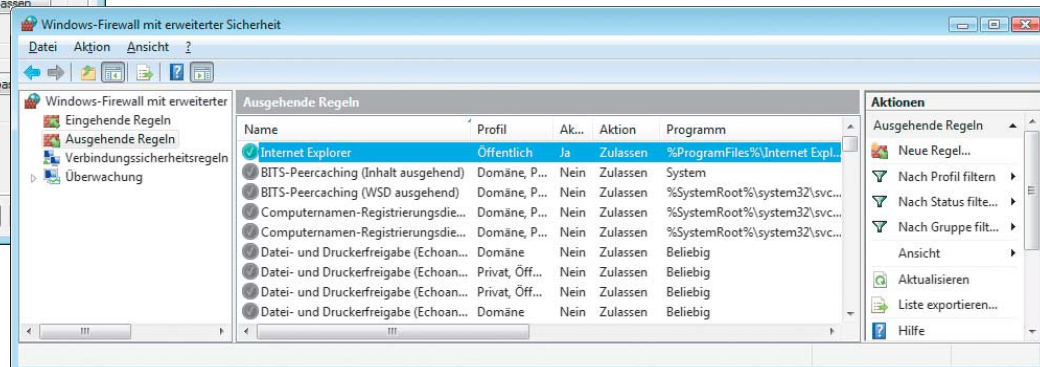 assen
Windows-Firewall mit erweiterter Sicherheit
Datei Aktion Ansicht ?
Windows-Firewall mit erweiterter
Eingehende Regeln
Ausgehende Regeln
Verbindungssicherheitsregeln
Überwachung
Ausgehende Regeln
Name Profil Ak... Aktion Programm
Internet Explorer Öffentlich Ja Zulassen %ProgramFiles%\Internet Expl...
BITS-Peercaching (Inhalt ausgehend) Domäne, P... Nein Zulassen System
BITS-Peercaching (WSD ausgehend) Domäne, P... Nein Zulassen %SystemRoot%\system32\svc...
Computernamen-Registrierungsdie... Domäne, P... Nein Zulassen %SystemRoot%\system32\svc...
Computernamen-Registrierungsdie... Domäne, P... Nein Zulassen %SystemRoot%\system32\svc...
Datei- und Druckerfreigabe (Echoan... Domäne Nein Zulassen Beliebig
Datei- und Druckerfreigabe (Echoan... Privat, Öff... Nein Zulassen Beliebig
Datei- und Druckerfreigabe (Echoan... Privat, Öff... Nein Zulassen Beliebig
Datei- und Druckerfreigabe (Echoan... Domäne Nein Zulassen Beliebig
Aktionen
Ausgehende Regeln
Neue Regel...
Nach Profil filtern
Nach Status filte...
Nach Gruppe filt...
Ansicht
Aktualisieren
Liste exportieren...
Hilfe